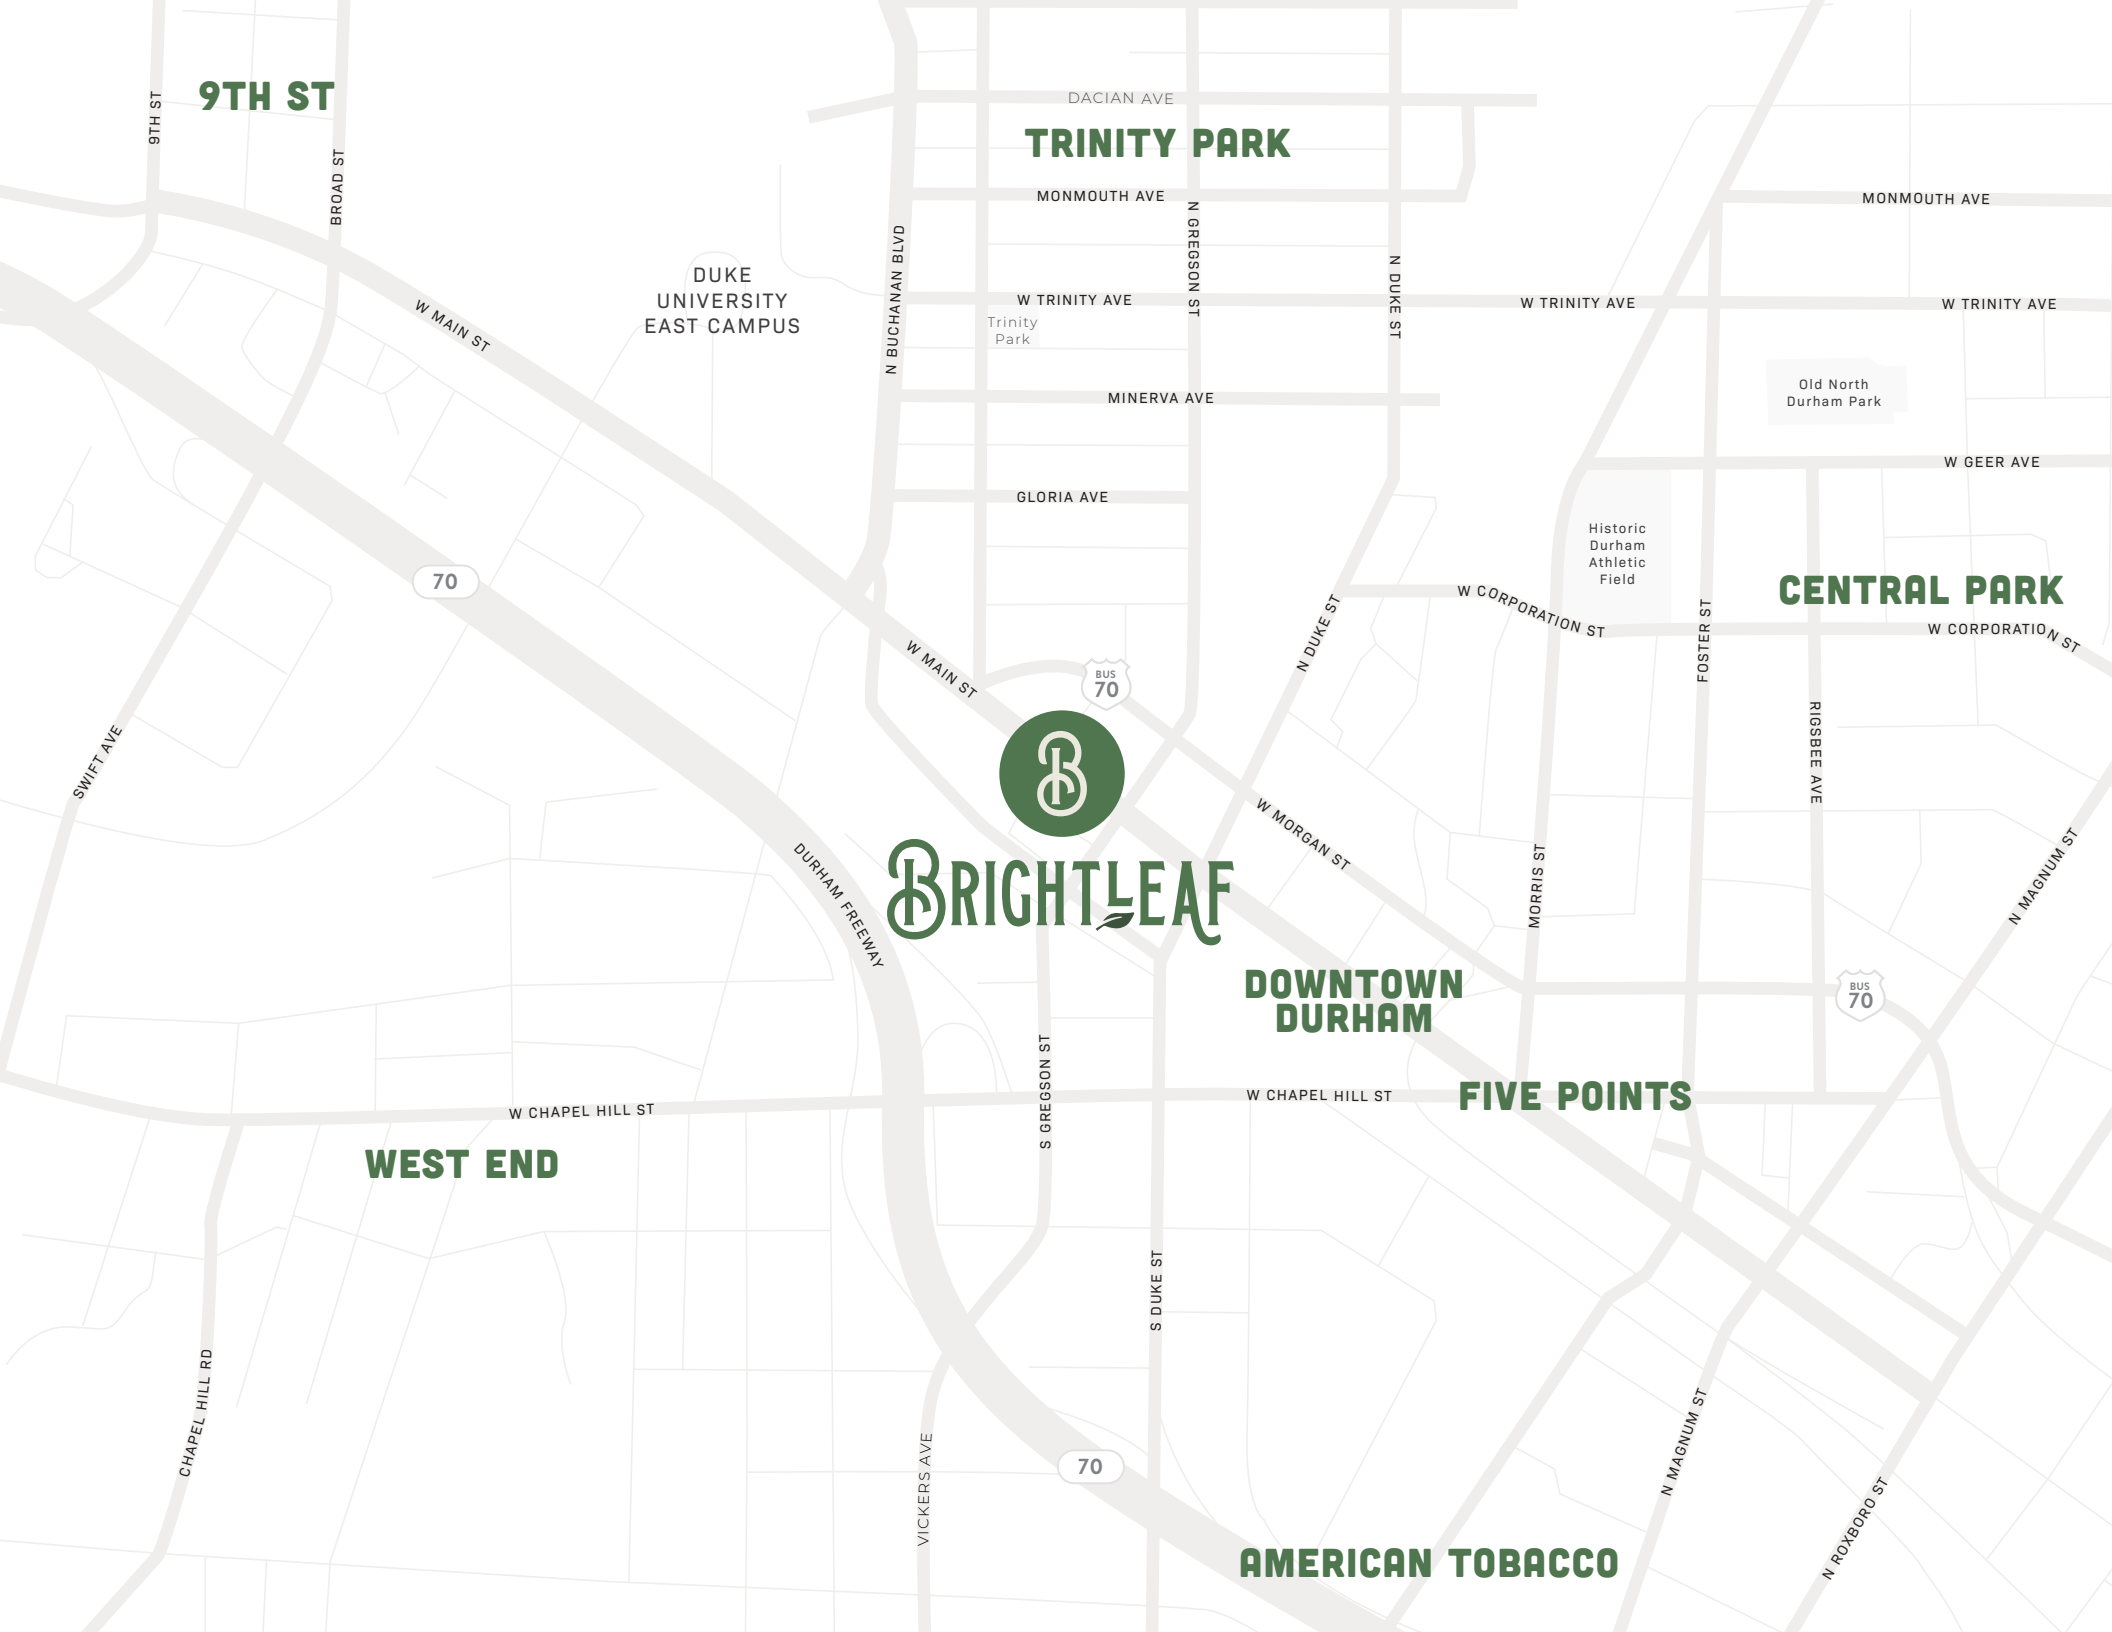 9TH ST
9TH ST
BROAD ST
DACIAN AVE
TRINITY PARK
MONMOUTH AVE
MONMOUTH AVE
N GREGSON ST
N BUCHANAN BLVD
N DUKE ST
DUKE
UNIVERSITY
EAST CAMPUS
W MAIN ST
W TRINITY AVE
W TRINITY AVE
W TRINITY AVE
Trinity
Park
MINERVA AVE
Old North
Durham Park
W GEER AVE
GLORIA AVE
Historic
Durham
Athletic
Field
70
CENTRAL PARK
W CORPORATION ST
W CORPORATION ST
N DUKE ST
FOSTER ST
W MAIN ST
BUS
70
RIGSBEE AVE
SWIFT AVE
B
W MORGAN ST
DURHAM FREEWAY
BRIGHTLEAF
MORRIS ST
N MAGNUM ST
DOWNTOWN
DURHAM
BUS
70
S GREGSON ST
W CHAPEL HILL ST
W CHAPEL HILL ST
FIVE POINTS
WEST END
S DUKE ST
CHAPEL HILL RD
VICKERS AVE
N MAGNUM ST
70
N ROXBORO ST
AMERICAN TOBACCO